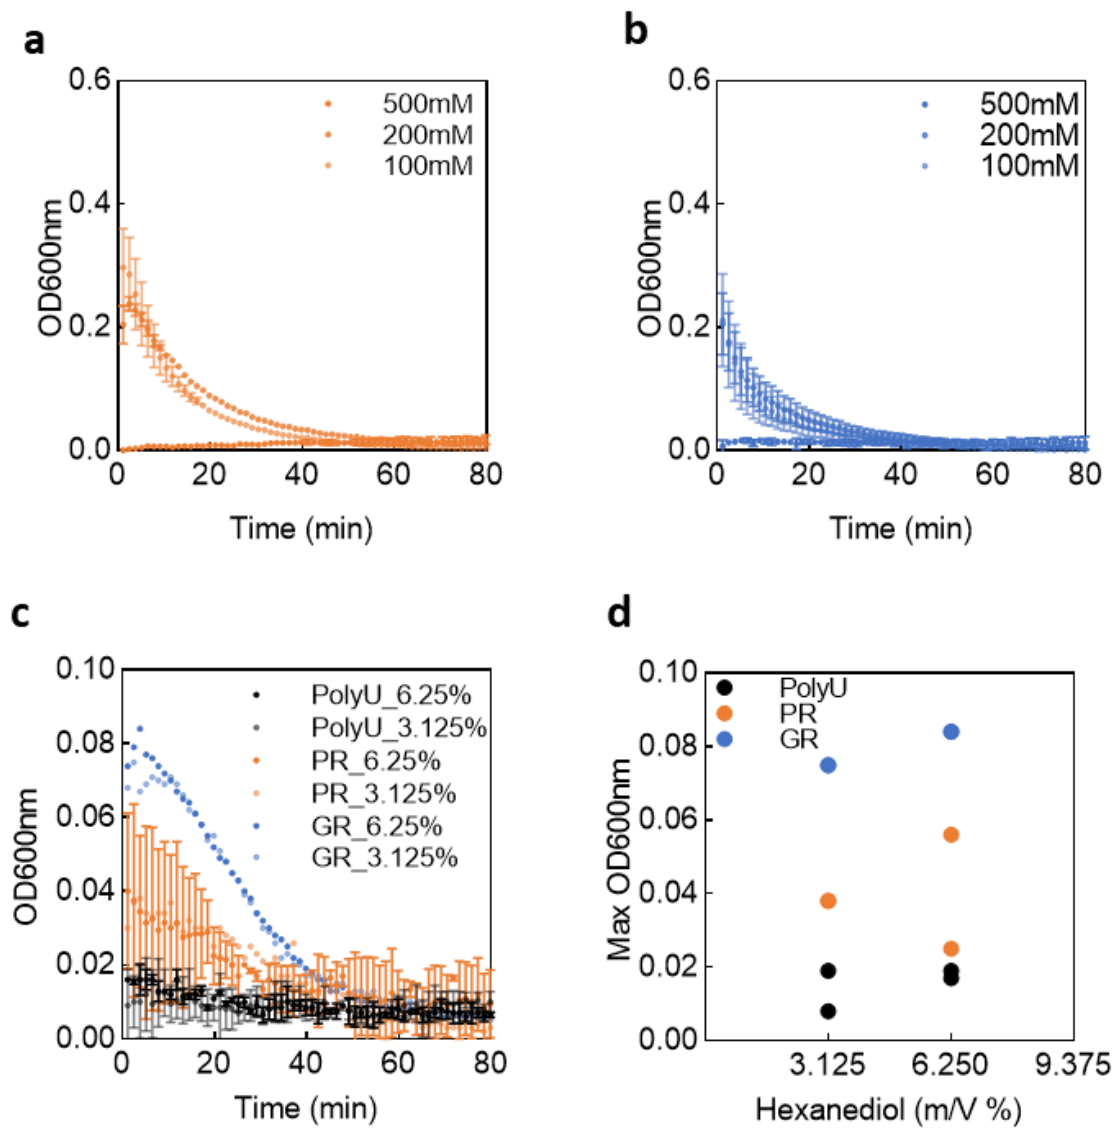 a
0.6
0.4
0.2
0.0
OD600nm
500mM
200mM
100mM
0 20 40 60 80
Time (min)
b
0.6
0.4
0.2
0.0
OD600nm
500mM
200mM
100mM
0 20 40 60 80
Time (min)
c
0.10
0.08
0.06
0.04
0.02
0.00
OD600nm
PolyU_6.25%
PolyU_3.125%
PR_6.25%
PR_3.125%
GR_6.25%
GR_3.125%
0 20 40 60 80
Time (min)
d
0.10
0.08
0.06
0.04
0.02
0.00
Max OD600nm
PolyU
PR
GR
3.125 6.250 9.375
Hexanediol (m/V %)